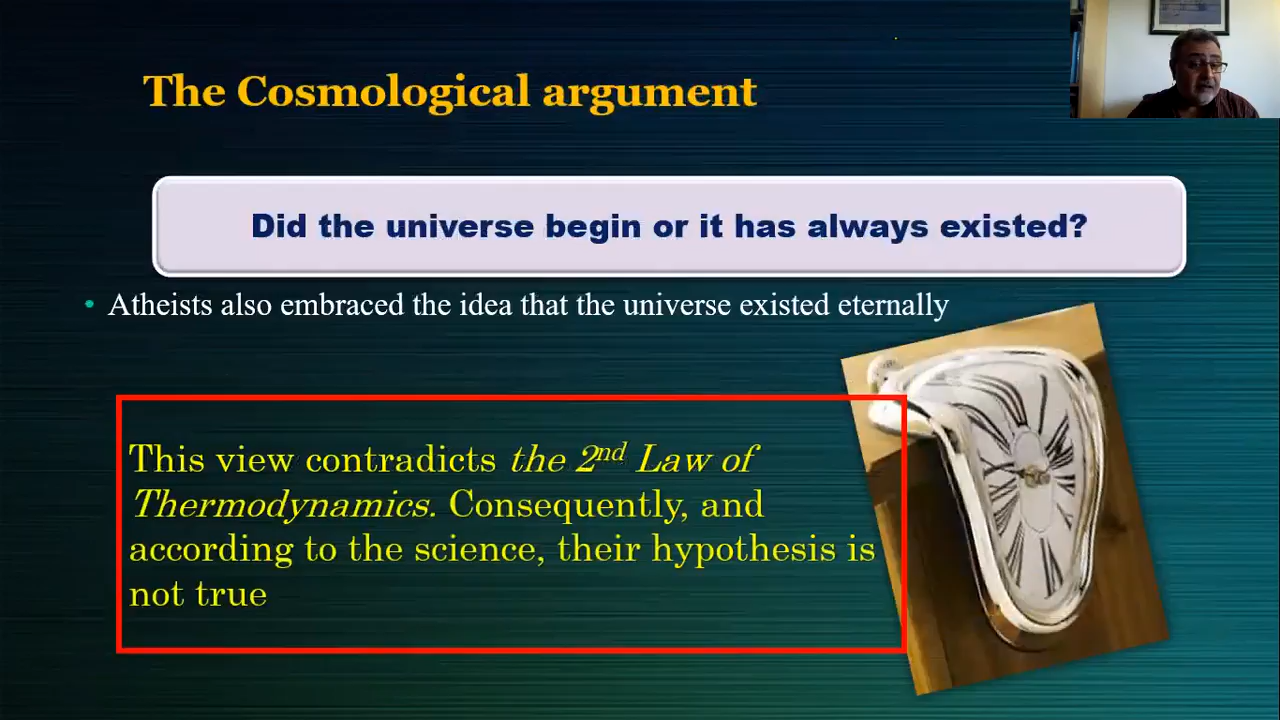 The Cosmological argument
Did the universe begin or it has always existed?
• Atheists also embraced the idea that the universe existed eternally
This view contradicts the 2nd Law of
Thermodynamics. Consequently, and
according to the science, their hypothesis is
not true